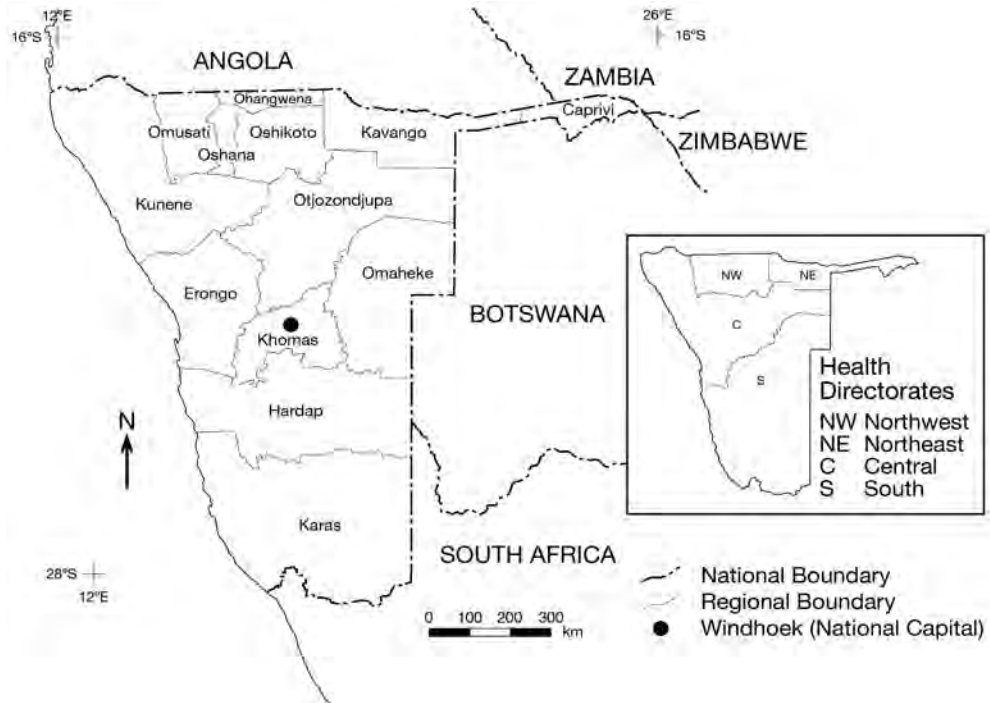 12°E
16°S
26°E
16°S
ANGOLA
ZAMBIA
Ohangwena
Caprivi
Omusati
Oshikoto
Kavango
ZIMBABWE
Oshana
Kunene
Otjozondjupa
Omaheke
Erongo
BOTSWANA
Khomas
Hardap
N
Karas
SOUTH AFRICA
28°S
12°E
NW
NE
C
S
Health
Directorates
NW Northwest
NE Northeast
C Central
S South
0 100 200 300
km
National Boundary
Regional Boundary
Windhoek (National Capital)